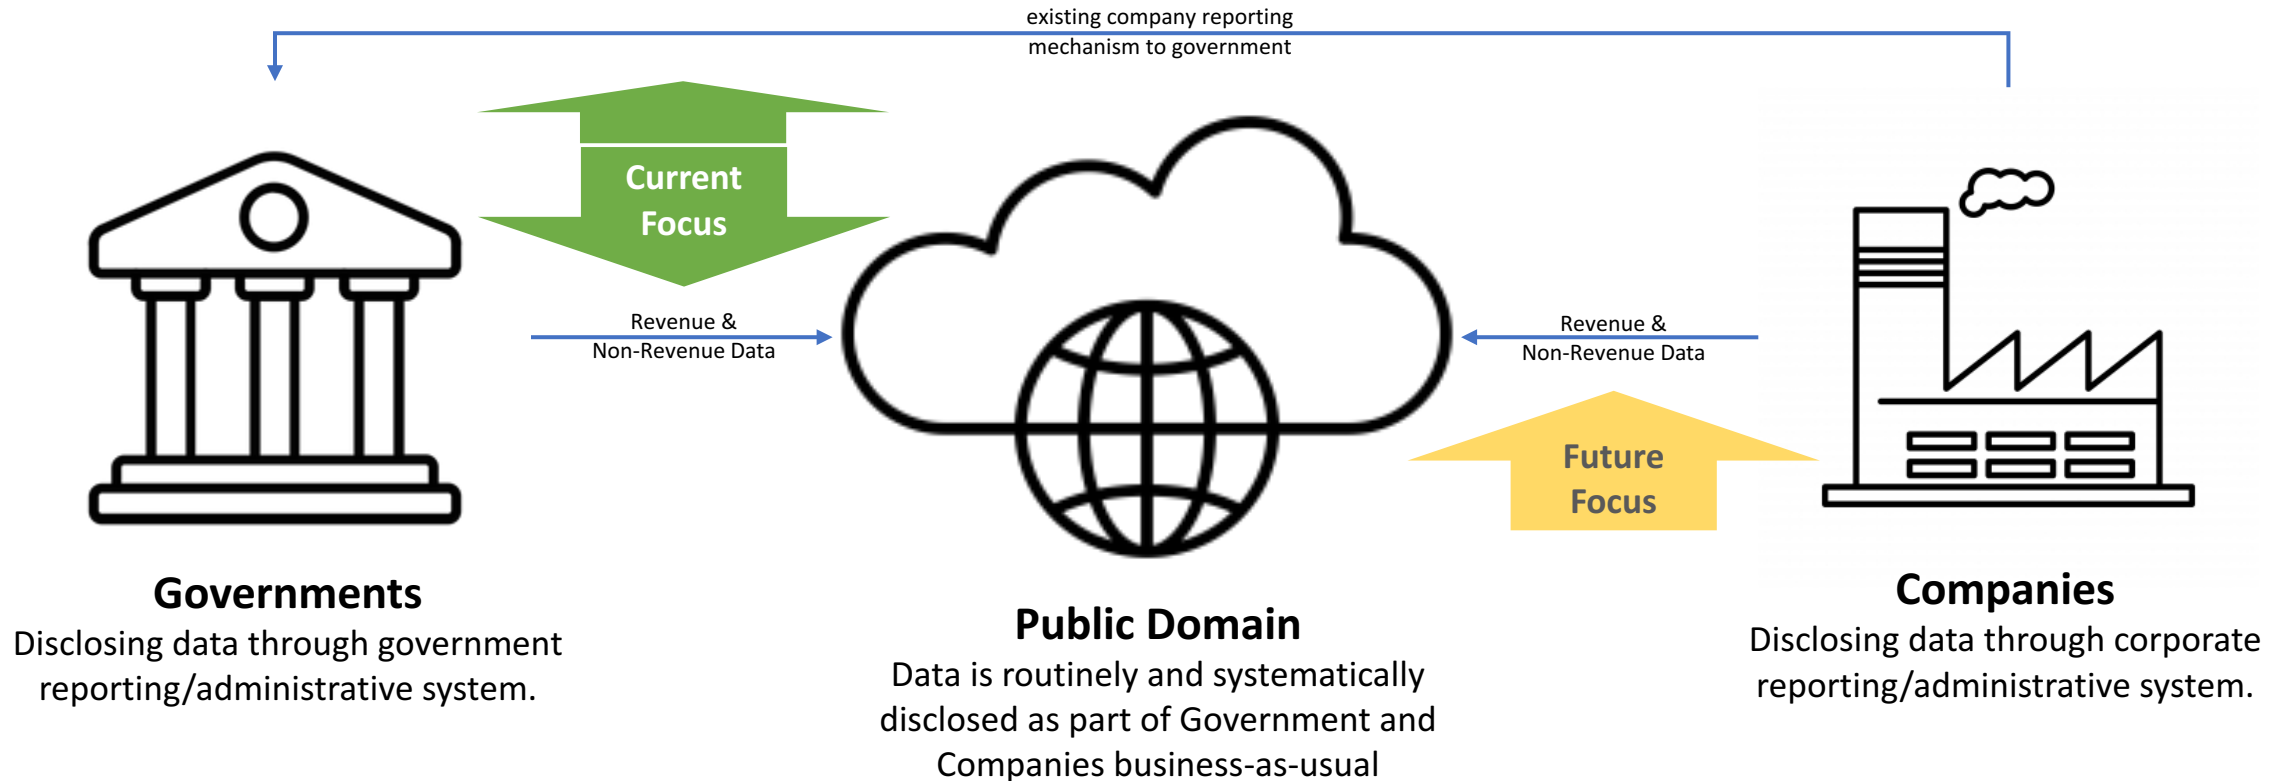 existing company reporting
mechanism to government
Current
Focus
Revenue &
Non-Revenue Data
Revenue &
Non-Revenue Data
Future
Focus
Governments
Disclosing data through government
reporting/administrative system.
Public Domain
Data is routinely and systematically
disclosed as part of Government and
Companies business-as-usual
Companies
Disclosing data through corporate
reporting/administrative system.